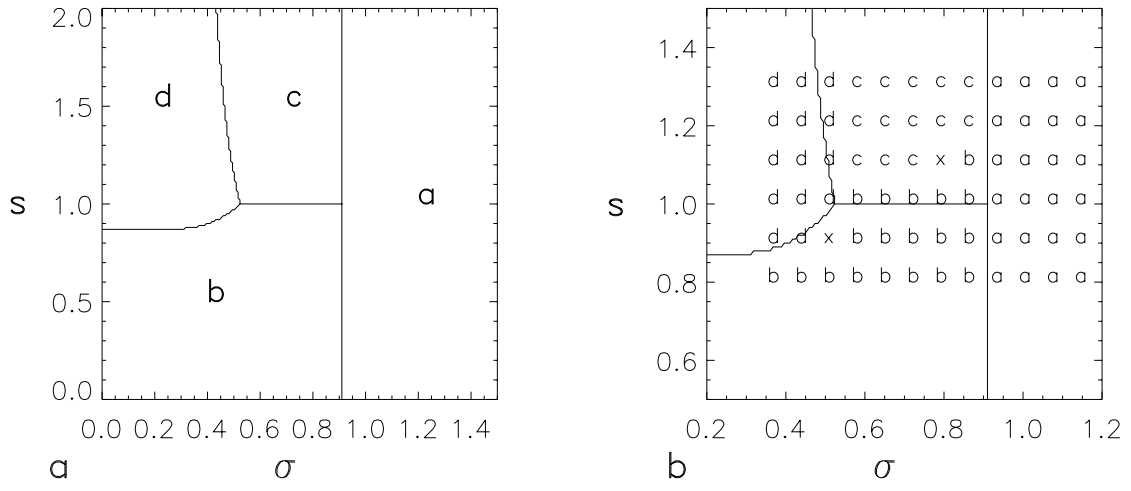 2.0
d
c
1.5
s
1.0
a
b
0.5
0.0
0.0 0.2 0.4 0.6 0.8 1.0 1.2 1.4
a
σ
1.4
d d d c c c c c a a a a
1.2
d d d c c c c c a a a a
d d d c c c x b a a a a
s
1.0
d d d b b b b b a a a a
d d x b b b b b a a a a
0.8
b b b b b b b b a a a a
0.6
0.2 0.4 0.6 0.8 1.0 1.2
b
σ